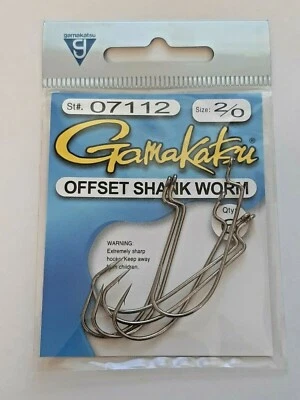 gamakatsu
G
St#. 07112 Size: 2/0
Gamakatsu
OFFSET SHANK WORM
Qty
WARNING:
Extremely sharp
hooks. Keep away
from children.